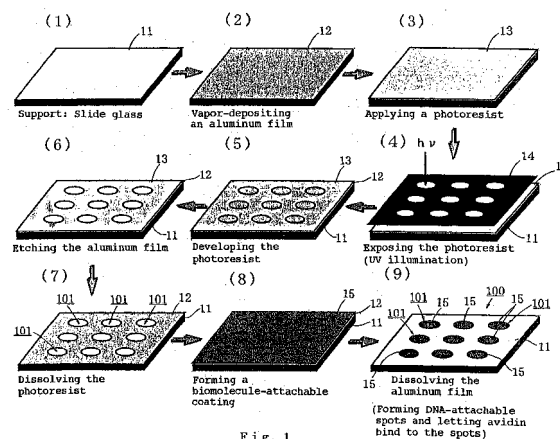 (1)
(2)
(3)
11
12
13
Support: Slide glass
Vapor-depositing
an aluminum film
Applying a photoresist
(6)
(5)
(4)
hν
13
12
13
12
14
11
11
11
Etching the aluminum film
Developing the
photoresist
Exposing the photoresist
(UV illumination)
(7)
(8)
(9)
101
101
101
12
11
101
15
12
11
100
101
15
15
15
101
101
11
15
15
Dissolving the
photoresist
Forming a
biomolecule-attachable
coating
Dissolving the
aluminum film
(Forming DNA-attachable
spots and letting avidin
bind to the spots)
Fig. 1